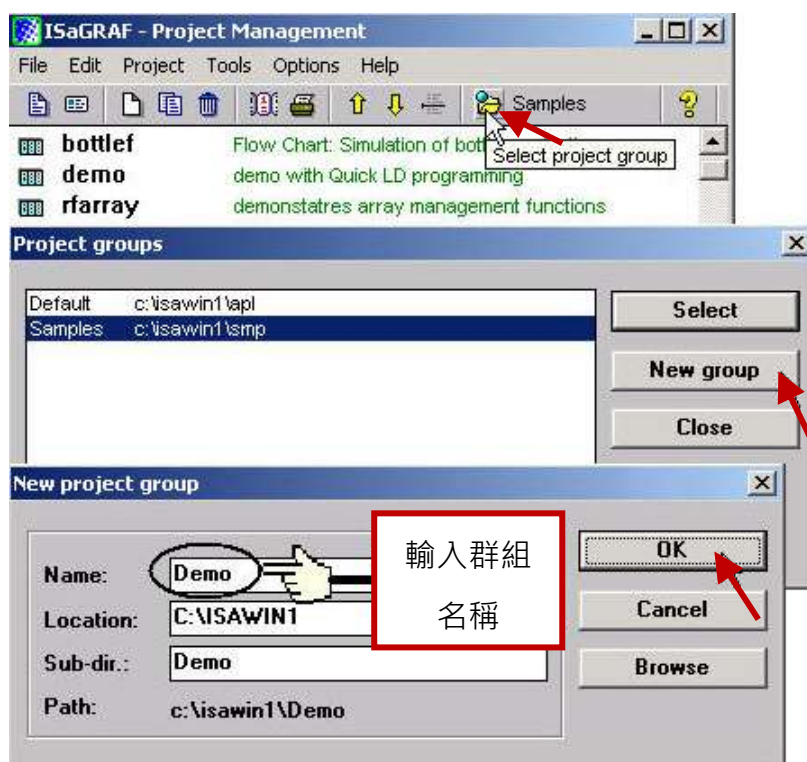 ISaGRAF - Project Management
File Edit Project Tools Options Help
Samples
bottlef Flow Chart: Simulation of
Select project group
demo demo with Quick LD programming
rfarray demonstatres array management functions
Project groups
Default c:\isawin1\apl
Samples c:\isawin1\smp
Select
New group
Close
New project group
Name: Demo
輸入群組
名稱
OK
Location: C:\ISAWIN1
Cancel
Sub-dir.: Demo
Browse
Path: c:\isawin1\Demo